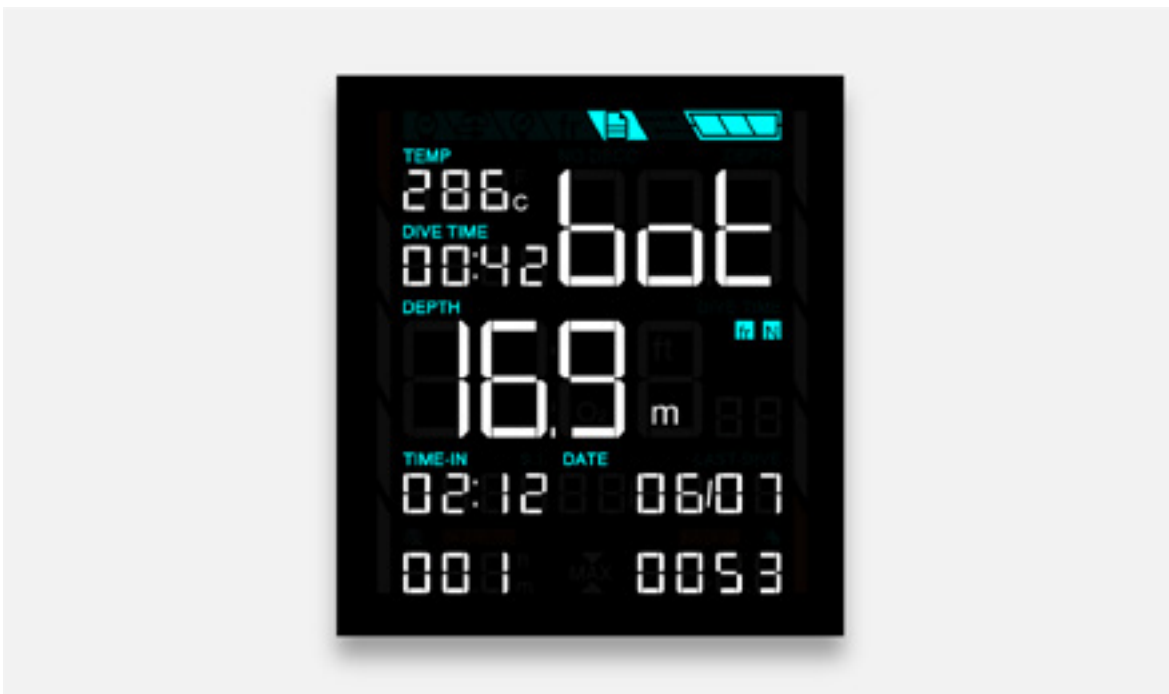 TEMP
286c
bot
DIVE TIME
00:42
DEPTH
fr N
16.9 m
TIME-IN DATE
02:12 06/07
001 0053